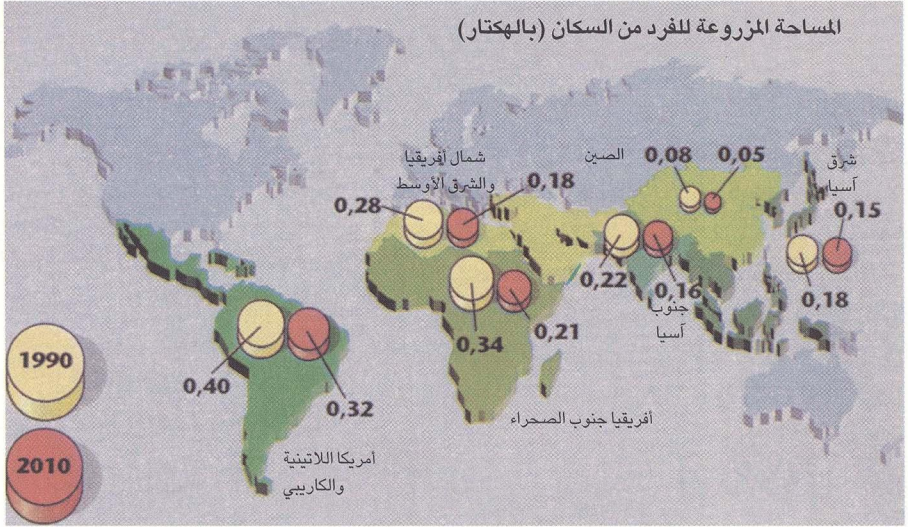 المساحة المزروعة للفرد من السكان (بالهكتار)
شمال أفريقيا
والشرق الأوسط
0,28
0,18
الصين
0,08
0,05
شرق
آسيا
0,15
0,18
0,22
0,16
جنوب
آسيا
0,34
0,21
أفريقيا جنوب الصحراء
0,40
0,32
أمريكا اللاتينية
والكاريبي
1990
2010